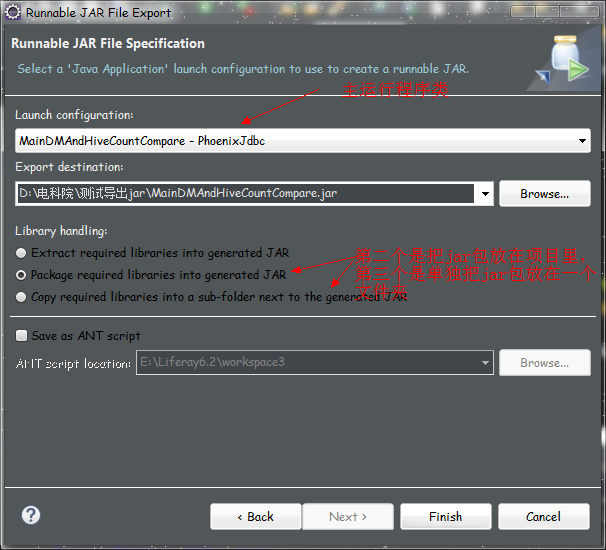 Runnable JAR File Export
Runnable JAR File Specification
Select a 'Java Application' launch configuration to use to create a runnable JAR.
主运行程序类
Launch configuration:
MainDMAndHiveCountCompare - PhoenixJdbc
Export destination:
D:\电科院\测试导出jar\MainDMAndHiveCountCompare.jar
Browse...
Library handling:
Extract required libraries into generated JAR
Package required libraries into generated JAR
Copy required libraries into a sub-folder next to the generated JAR
第二个是把jar包放在项目里，
第三个是单独把jar包放在一个
文件夹
Save as ANT script
ANT script location:
E:\Liferay6.2\workspace3
Browse...
?
< Back
Next >
Finish
Cancel